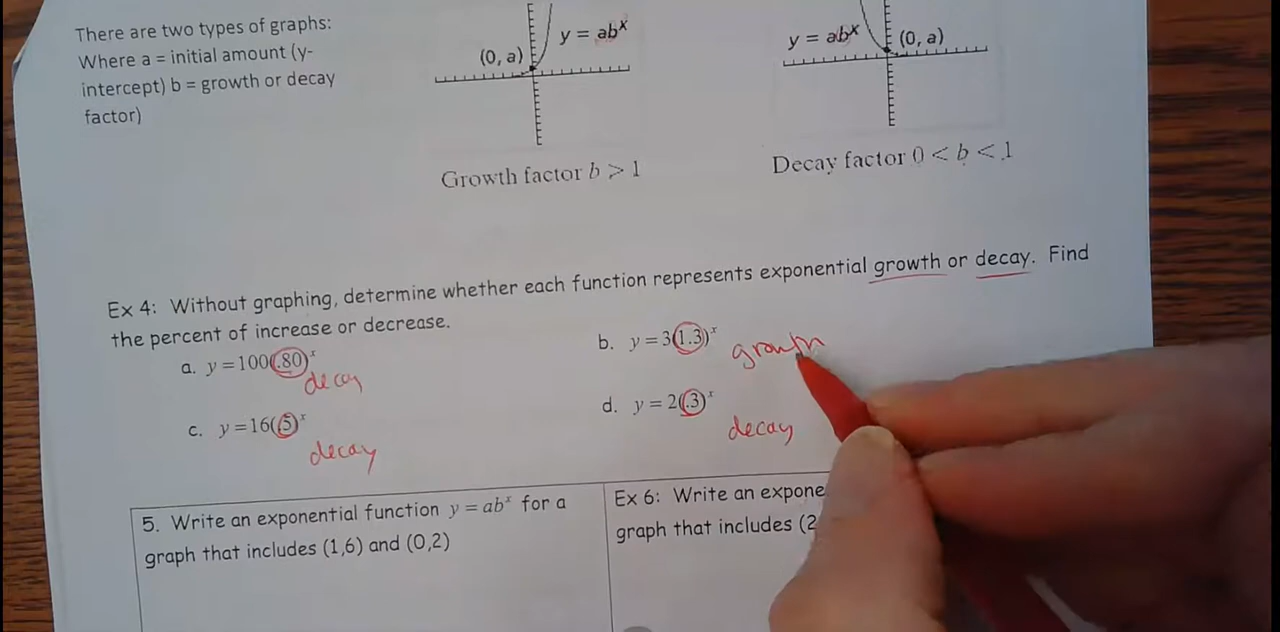 There are two types of graphs:
Where a = initial amount (y-
intercept) b = growth or decay
factor)
y = abˣ
(0, a)
Growth factor b > 1
y = abˣ
(0, a)
Decay factor 0 < b < 1
Ex 4: Without graphing, determine whether each function represents exponential growth or decay. Find
the percent of increase or decrease.
a. y = 100(.80)ˣ
decay
b. y = 3(1.3)ˣ
growth
c. y = 16(.5)ˣ
decay
d. y = 2(.3)ˣ
decay
5. Write an exponential function y = abˣ for a
graph that includes (1,6) and (0,2)
Ex 6: Write an expone
graph that includes (2